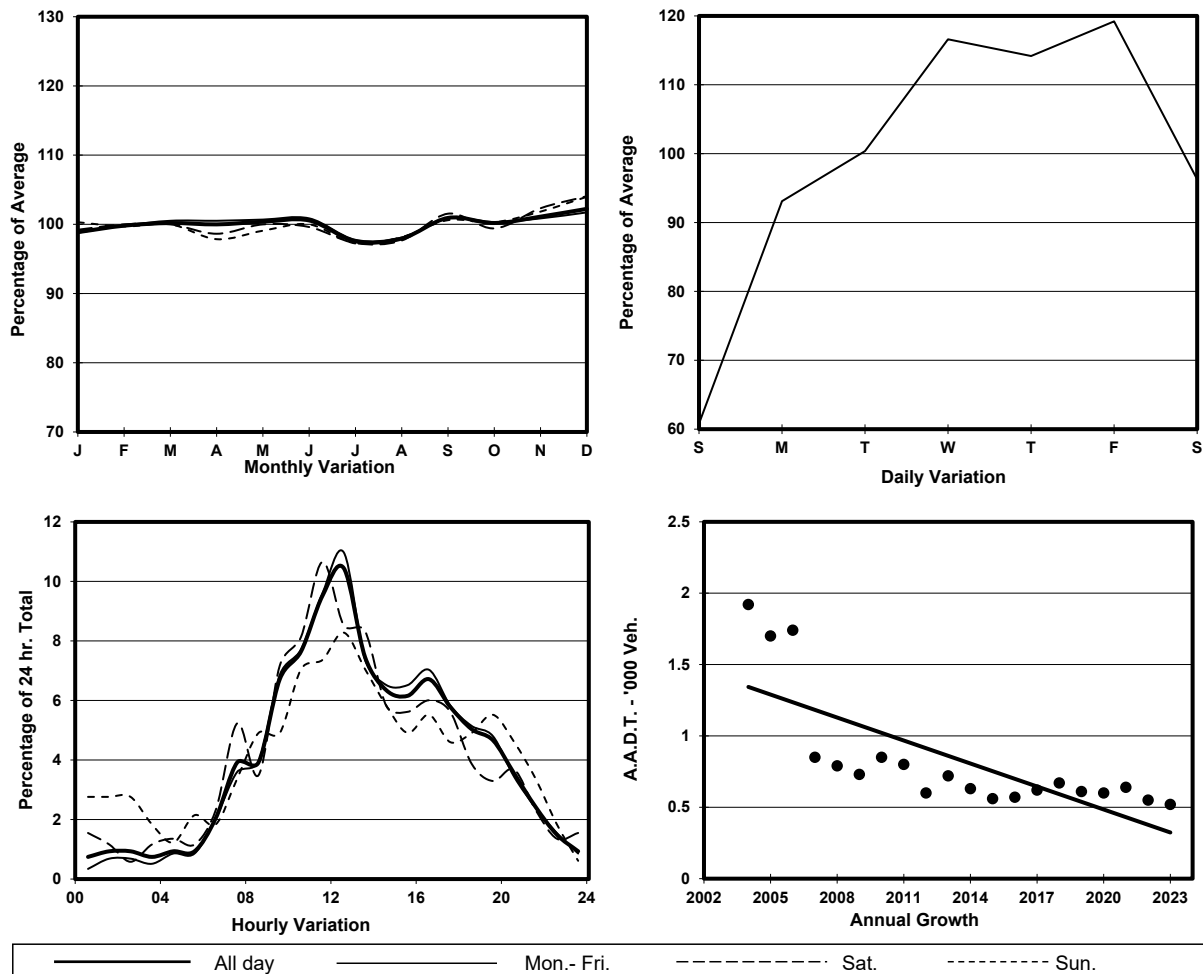 130
120
110
100
90
80
70
Percentage of Average
J F M A M J J A S O N D
Monthly Variation
120
110
100
90
80
70
60
Percentage of Average
S M T W T F S
Daily Variation
12
10
8
6
4
2
0
Percentage of 24 hr. Total
00 04 08 12 16 20 24
Hourly Variation
2.5
2
1.5
1
0.5
0
A.A.D.T. - '000 Veh.
2002 2005 2008 2011 2014 2017 2020 2023
Annual Growth
All day Mon.- Fri. Sat. Sun.